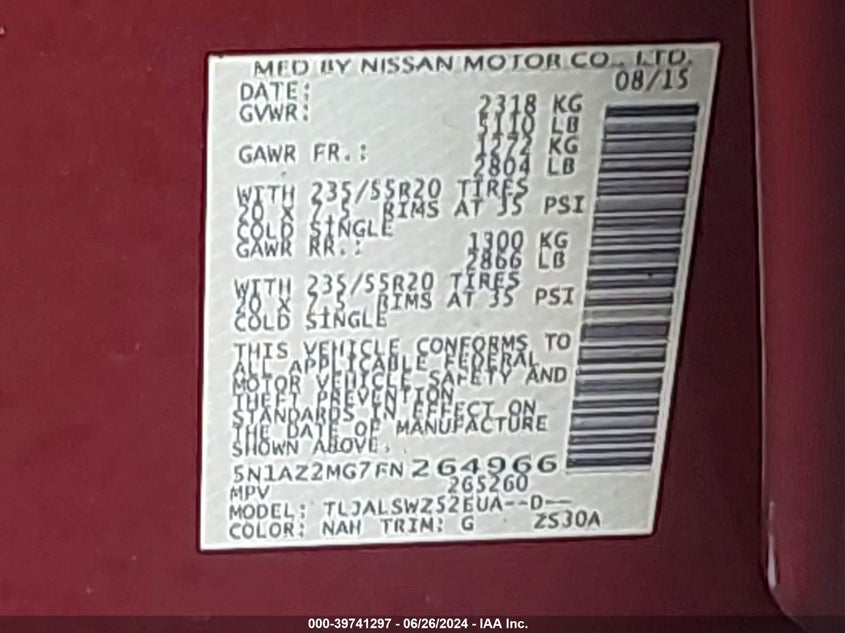 MFD BY NISSAN MOTOR CO., LTD.
DATE: 08/15
GVWR: 2318 KG
5110 LB
GAWR FR.: 1272 KG
2804 LB
WITH 235/55R20 TIRES
20 X 7.5 RIMS AT 35 PSI
COLD SINGLE
GAWR RR.: 1300 KG
2866 LB
WITH 235/55R20 TIRES
20 X 7.5 RIMS AT 35 PSI
COLD SINGLE
THIS VEHICLE CONFORMS TO
ALL APPLICABLE FEDERAL
MOTOR VEHICLE SAFETY AND
THEFT PREVENTION
STANDARDS IN EFFECT ON
THE DATE OF MANUFACTURE
SHOWN ABOVE.
5N1AZ2MG7FN264966
MPV 265260
MODEL: TLJALSWZ52EUA--D--
COLOR: NAH TRIM: G ZS30A
000-39741297 - 06/26/2024 - IAA Inc.